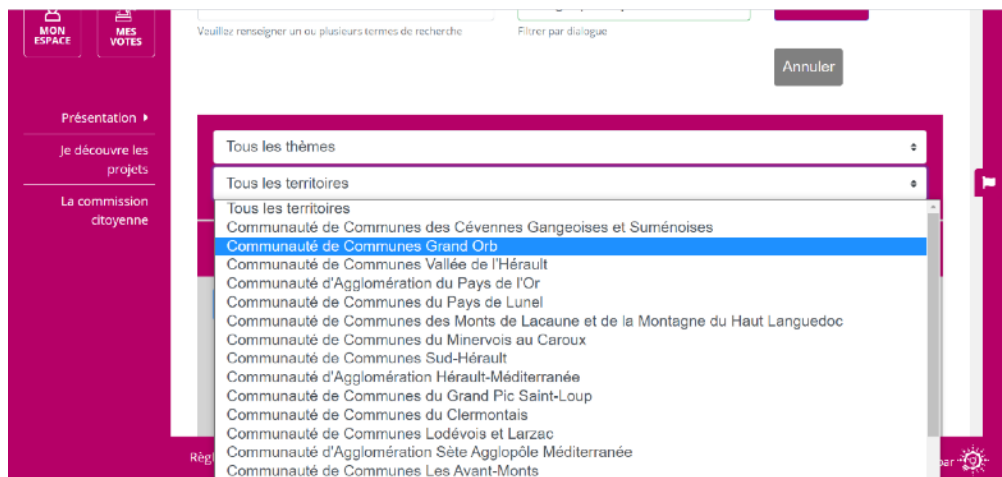 MON
ESPACE
MES
VOTES
Veuillez renseigner un ou plusieurs termes de recherche
Filtrer par dialogue
Annuler
Présentation
Je découvre les
projets
La commission
citoyenne
Tous les thèmes
Tous les territoires
Tous les territoires
Communauté de Communes des Cévennes Gangeoises et Suménoises
Communauté de Communes Grand Orb
Communauté de Communes Vallée de l'Hérault
Communauté d'Agglomération du Pays de l'Or
Communauté de Communes du Pays de Lunel
Communauté de Communes des Monts de Lacaune et de la Montagne du Haut Languedoc
Communauté de Communes du Minervois au Caroux
Communauté de Communes Sud-Hérault
Communauté d'Agglomération Hérault-Méditerranée
Communauté de Communes du Grand Pic Saint-Loup
Communauté de Communes du Clermontais
Communauté de Communes Lodévois et Larzac
Communauté d'Agglomération Sète Agglopôle Méditerranée
Communauté de Communes Les Avant-Monts